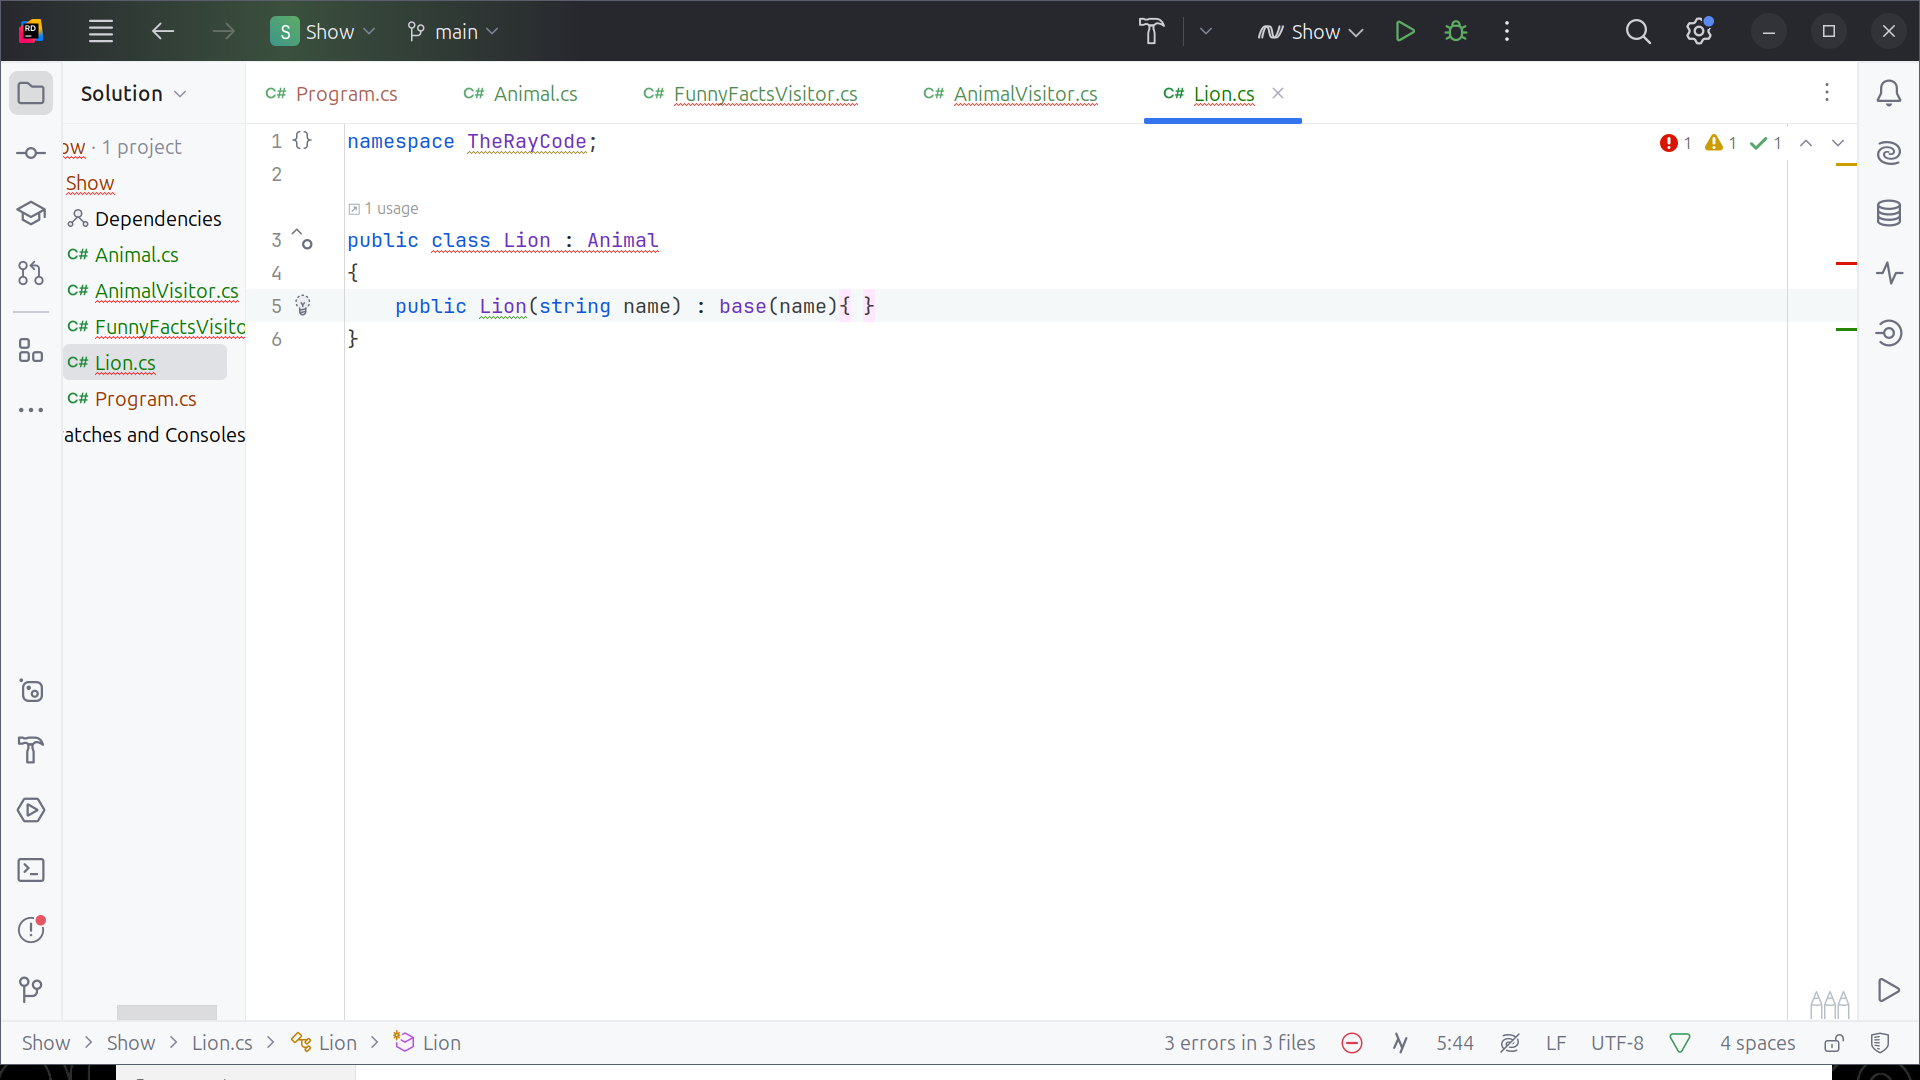 S Show main Show
Solution
C# Program.cs C# Animal.cs C# FunnyFactsVisitor.cs C# AnimalVisitor.cs C# Lion.cs
ow · 1 project
Show
Dependencies
C# Animal.cs
C# AnimalVisitor.cs
C# FunnyFactsVisito
C# Lion.cs
C# Program.cs
atches and Consoles
1 {} namespace TheRayCode;
1 1 1
2
1 usage
3 public class Lion : Animal
4 {
5 public Lion(string name) : base(name){ }
6 }
Show > Show > Lion.cs > Lion > Lion
3 errors in 3 files 5:44 LF UTF-8 4 spaces